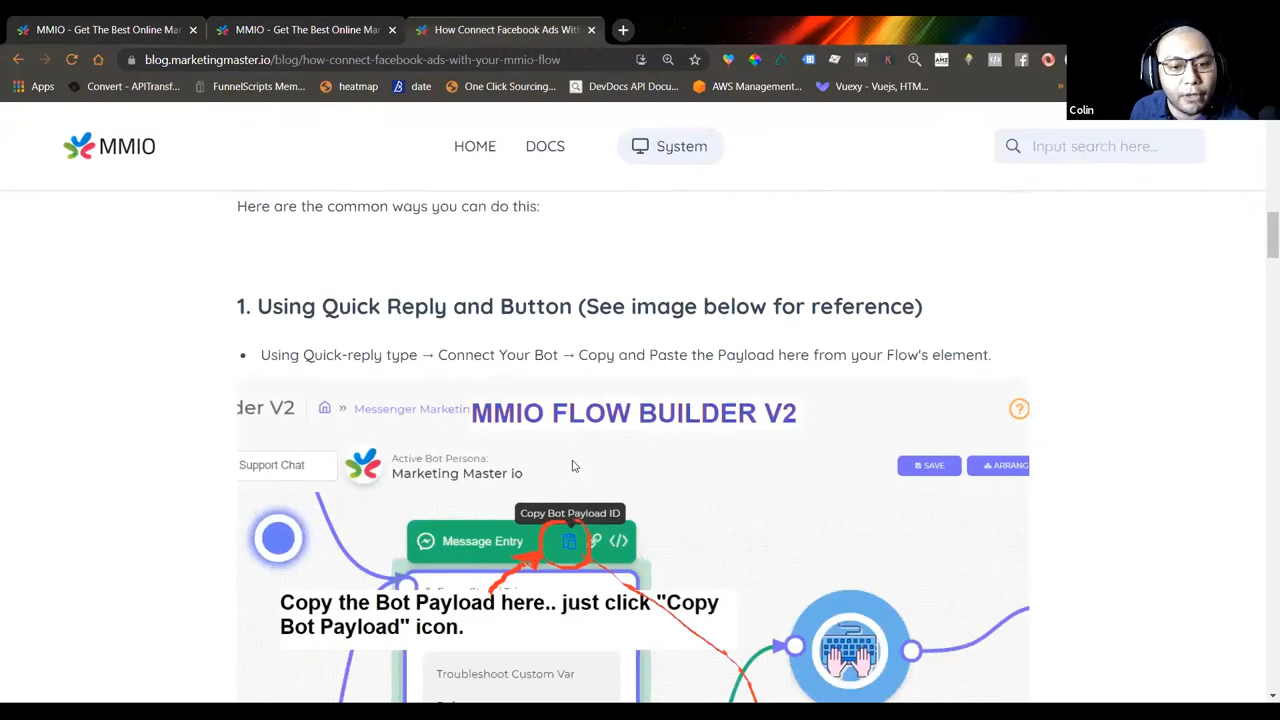 MMIO - Get The Best Online Mar
MMIO - Get The Best Online Mar
How Connect Facebook Ads With
blog.marketingmaster.io/blog/how-connect-facebook-ads-with-your-mmio-flow
Apps
Convert - APITransf...
FunnelScripts Mem...
heatmap
date
One Click Sourcing...
DevDocs API Docu...
AWS Management...
Vuexy - Vuejs, HTM...
Colin
MMIO
HOME
DOCS
System
Input search here...
Here are the common ways you can do this:
1. Using Quick Reply and Button (See image below for reference)
• Using Quick-reply type → Connect Your Bot → Copy and Paste the Payload here from your Flow's element.
der V2
» Messenger Marketin
MMIO FLOW BUILDER V2
?
Support Chat
Active Bot Persona:
Marketing Master io
SAVE
ARRANG
Copy Bot Payload ID
Message Entry
Copy the Bot Payload here.. just click "Copy
Bot Payload" icon.
Troubleshoot Custom Var